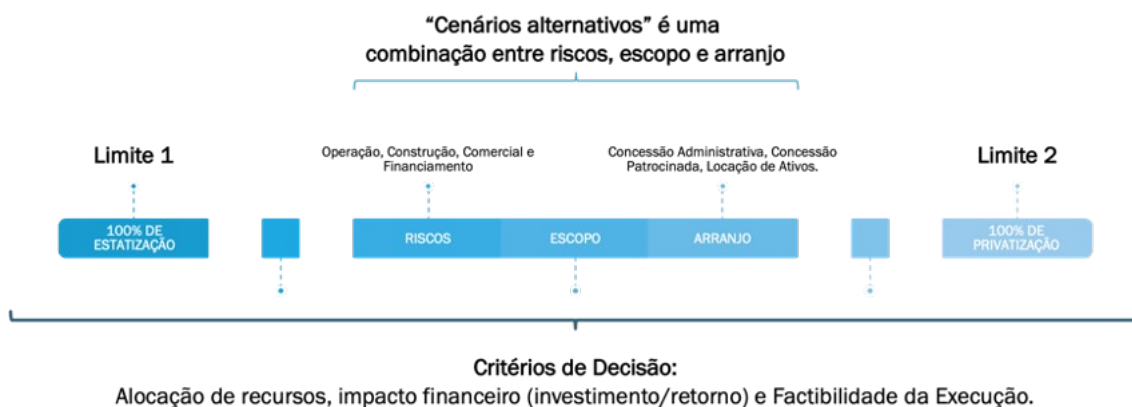 “Cenários alternativos” é uma
combinação entre riscos, escopo e arranjo
Limite 1
Operação, Construção, Comercial e
Financiamento
Concessão Administrativa, Concessão
Patrocinada, Locação de Ativos.
Limite 2
100% DE
ESTATIZAÇÃO
RISCOS
ESCOPO
ARRANJO
100% DE
PRIVATIZAÇÃO
Critérios de Decisão:
Alocação de recursos, impacto financeiro (investimento/retorno) e Factibilidade da Execução.